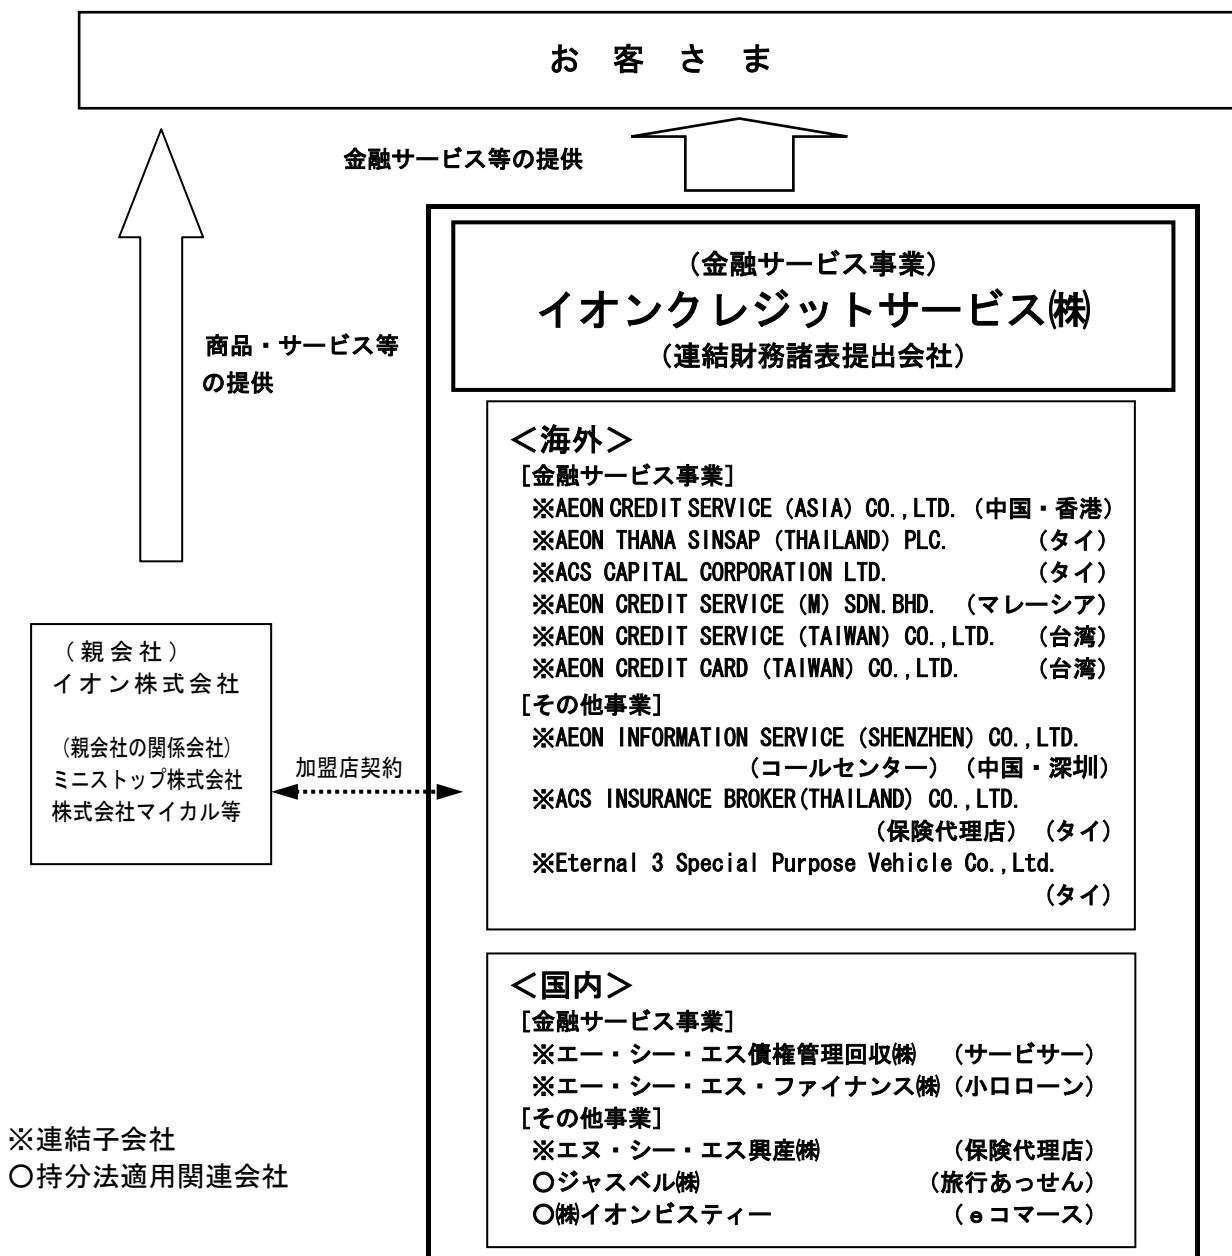 お 客 さ ま
金融サービス等の提供
(金融サービス事業)
イオンクレジットサービス㈱
(連結財務諸表提出会社)
商品・サービス等
の提供
<海外>
[金融サービス事業]
※AEON CREDIT SERVICE (ASIA) CO.,LTD. (中国・香港)
※AEON THANA SINSAP (THAILAND) PLC. (タイ)
※ACS CAPITAL CORPORATION LTD. (タイ)
※AEON CREDIT SERVICE (M) SDN.BHD. (マレーシア)
※AEON CREDIT SERVICE (TAIWAN) CO.,LTD. (台湾)
※AEON CREDIT CARD (TAIWAN) CO.,LTD. (台湾)
[その他事業]
※AEON INFORMATION SERVICE (SHENZHEN) CO.,LTD.
(コールセンター) (中国・深圳)
※ACS INSURANCE BROKER(THAILAND) CO.,LTD.
(保険代理店) (タイ)
※Eternal 3 Special Purpose Vehicle Co.,Ltd.
(タイ)
(親会社)
イオン株式会社
(親会社の関係会社)
ミニストップ株式会社
株式会社マイカル等
加盟店契約
<国内>
[金融サービス事業]
※エー・シー・エス債権管理回収㈱ (サービサー)
※エー・シー・エス・ファイナンス㈱ (小口ローン)
[その他事業]
※エヌ・シー・エス興産㈱ (保険代理店)
〇ジャスベル㈱ (旅行あっせん)
〇㈱イオンビスティー (eコマース)
※連結子会社
〇持分法適用関連会社